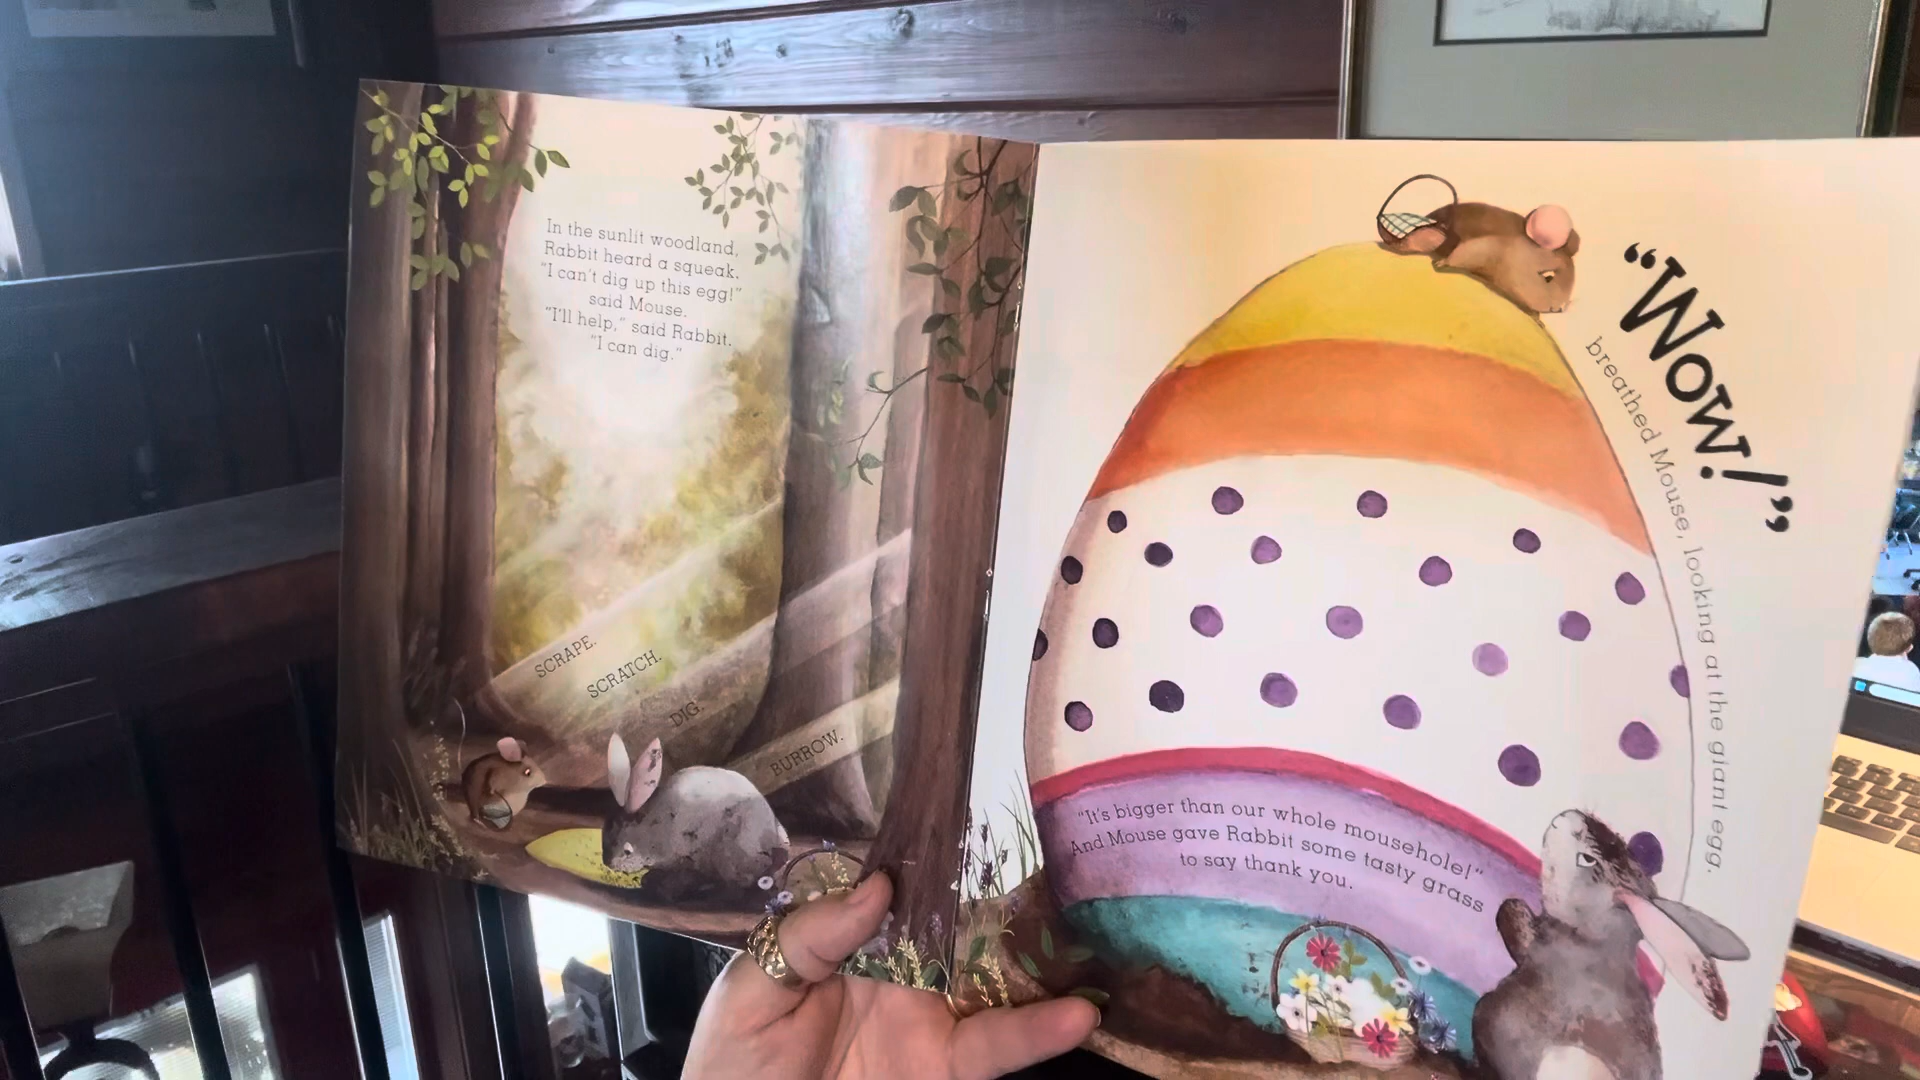 In the sunlit woodland,
Rabbit heard a squeak.
"I can't dig up this egg!"
said Mouse.
"I'll help," said Rabbit.
"I can dig."
SCRAPE.
SCRATCH.
DIG.
BURROW.
"Wow!"
breathed Mouse, looking at the giant egg.
"It's bigger than our whole mousehole!"
And Mouse gave Rabbit some tasty grass
to say thank you.